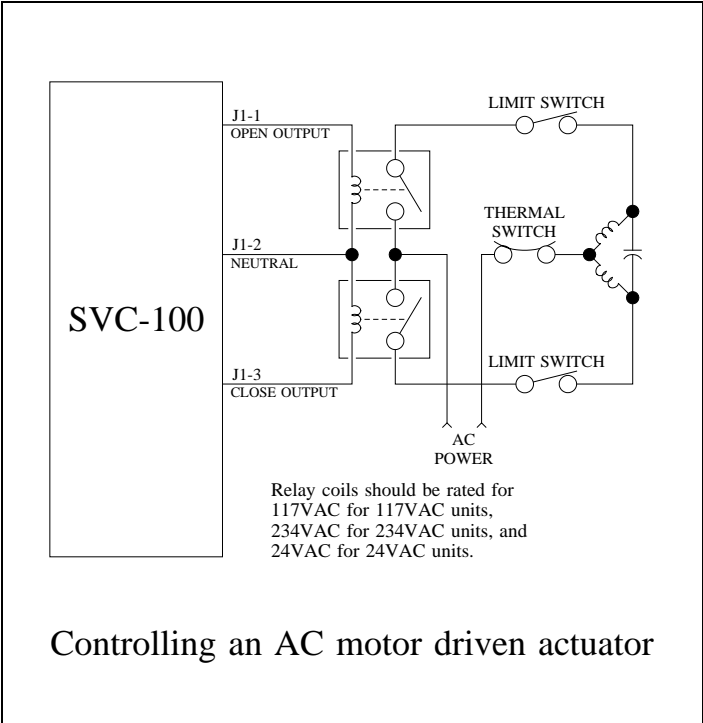 LIMIT SWITCH
J1-1
OPEN OUTPUT
THERMAL
SWITCH
J1-2
NEUTRAL
SVC-100
LIMIT SWITCH
J1-3
CLOSE OUTPUT
AC
POWER
Relay coils should be rated for
117VAC for 117VAC units,
234VAC for 234VAC units, and
24VAC for 24VAC units.
Controlling an AC motor driven actuator